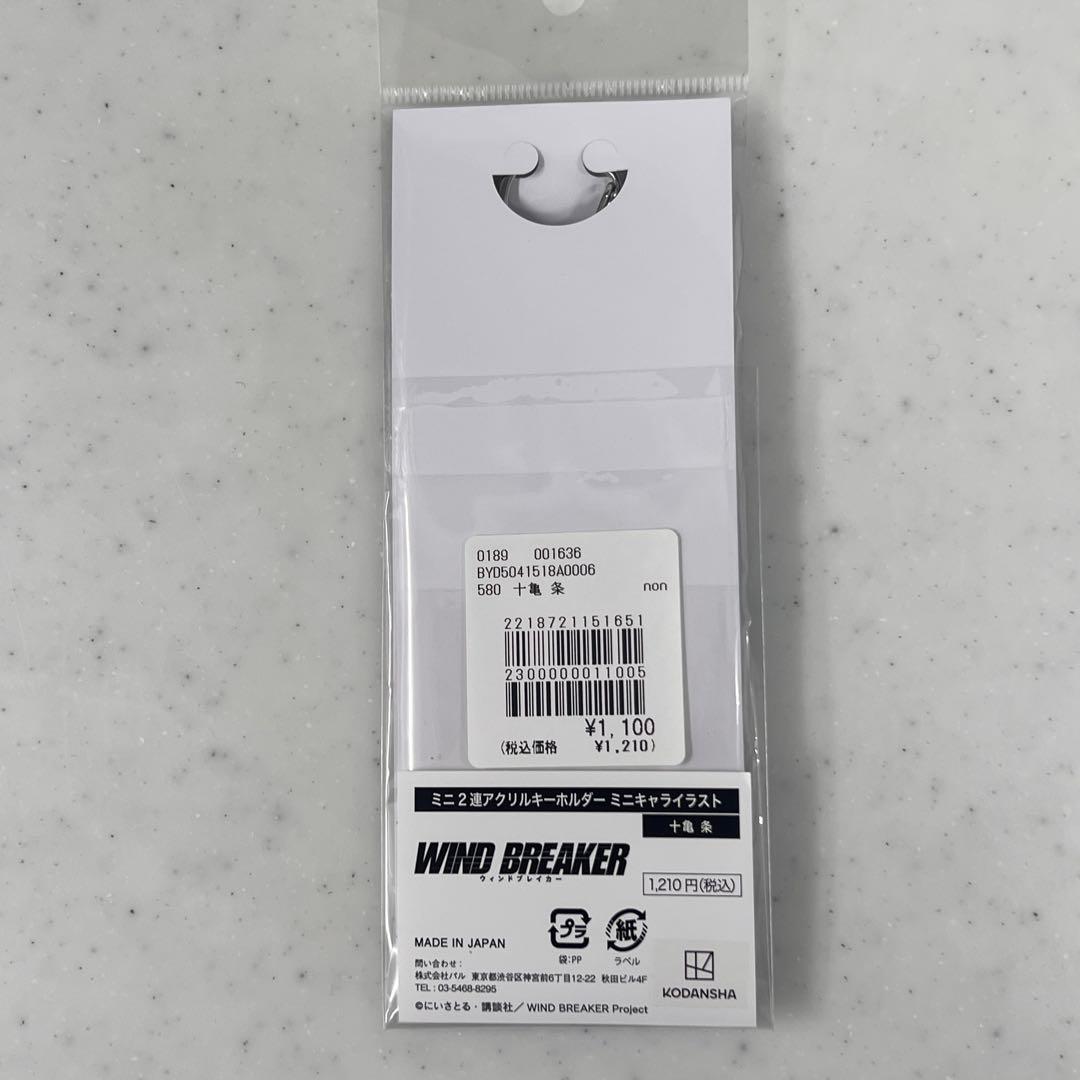 0189 001636
BYD5041518A0006
580 十亀 条 non
2218721151651
2300000011005
¥1,100
(税込価格 ¥1,210)
ミニ2連アクリルキーホルダー ミニキャライラスト
十亀 条
WIND BREAKER
ウィンドブレイカー
1,210円(税込)
プラ
袋:PP
紙
ラベル
MADE IN JAPAN
問い合わせ:
株式会社パル 東京都渋谷区神宮前6丁目12-22 秋田ビル4F
TEL:03-5468-8295
KODANSHA
©にいさとる・講談社/WIND BREAKER Project